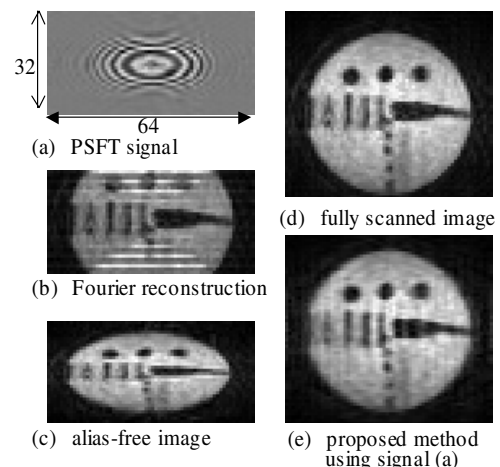 32
64
(a) PSFT signal
(b) Fourier reconstruction
(c) alias-free image
(d) fully scanned image
(e) proposed method
using signal (a)